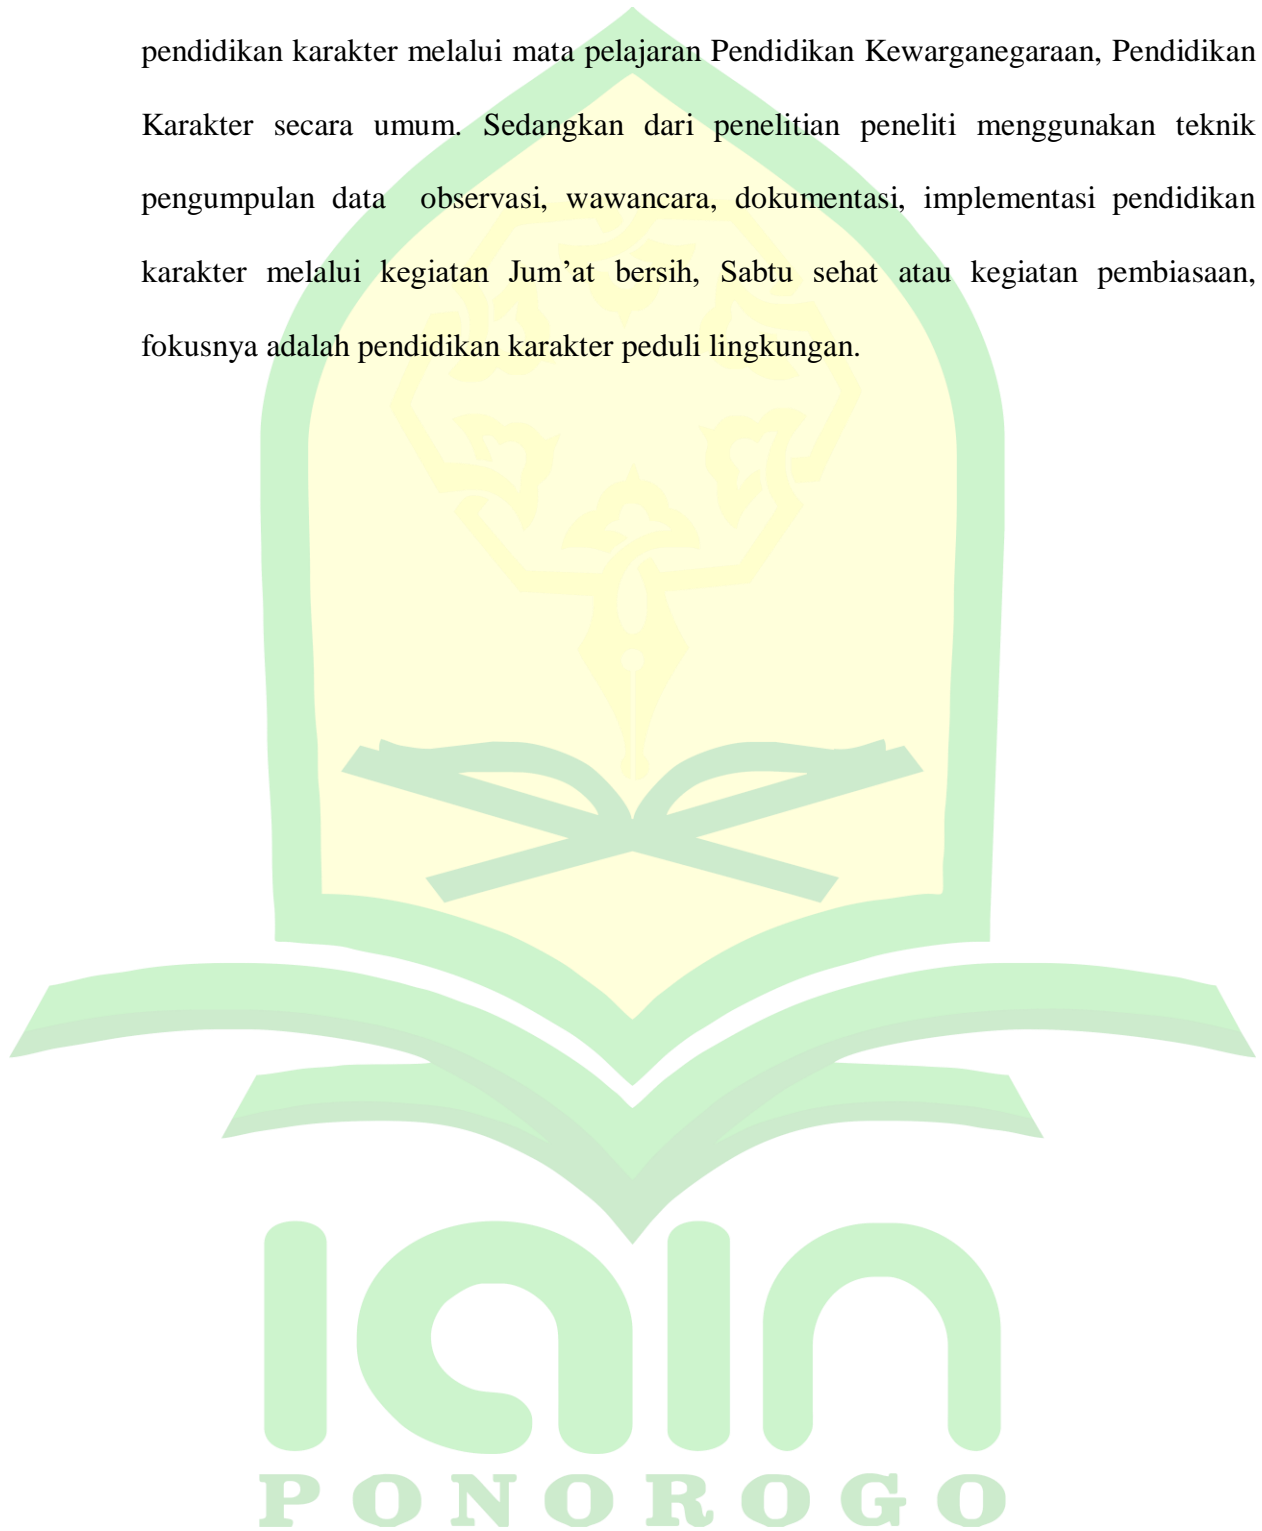 pendidikan karakter melalui mata pelajaran Pendidikan Kewarganegaraan, Pendidikan
Karakter secara umum. Sedangkan dari penelitian peneliti menggunakan teknik
pengumpulan data observasi, wawancara, dokumentasi, implementasi pendidikan
karakter melalui kegiatan Jum’at bersih, Sabtu sehat atau kegiatan pembiasaan,
fokusnya adalah pendidikan karakter peduli lingkungan.
iain
PONOROGO